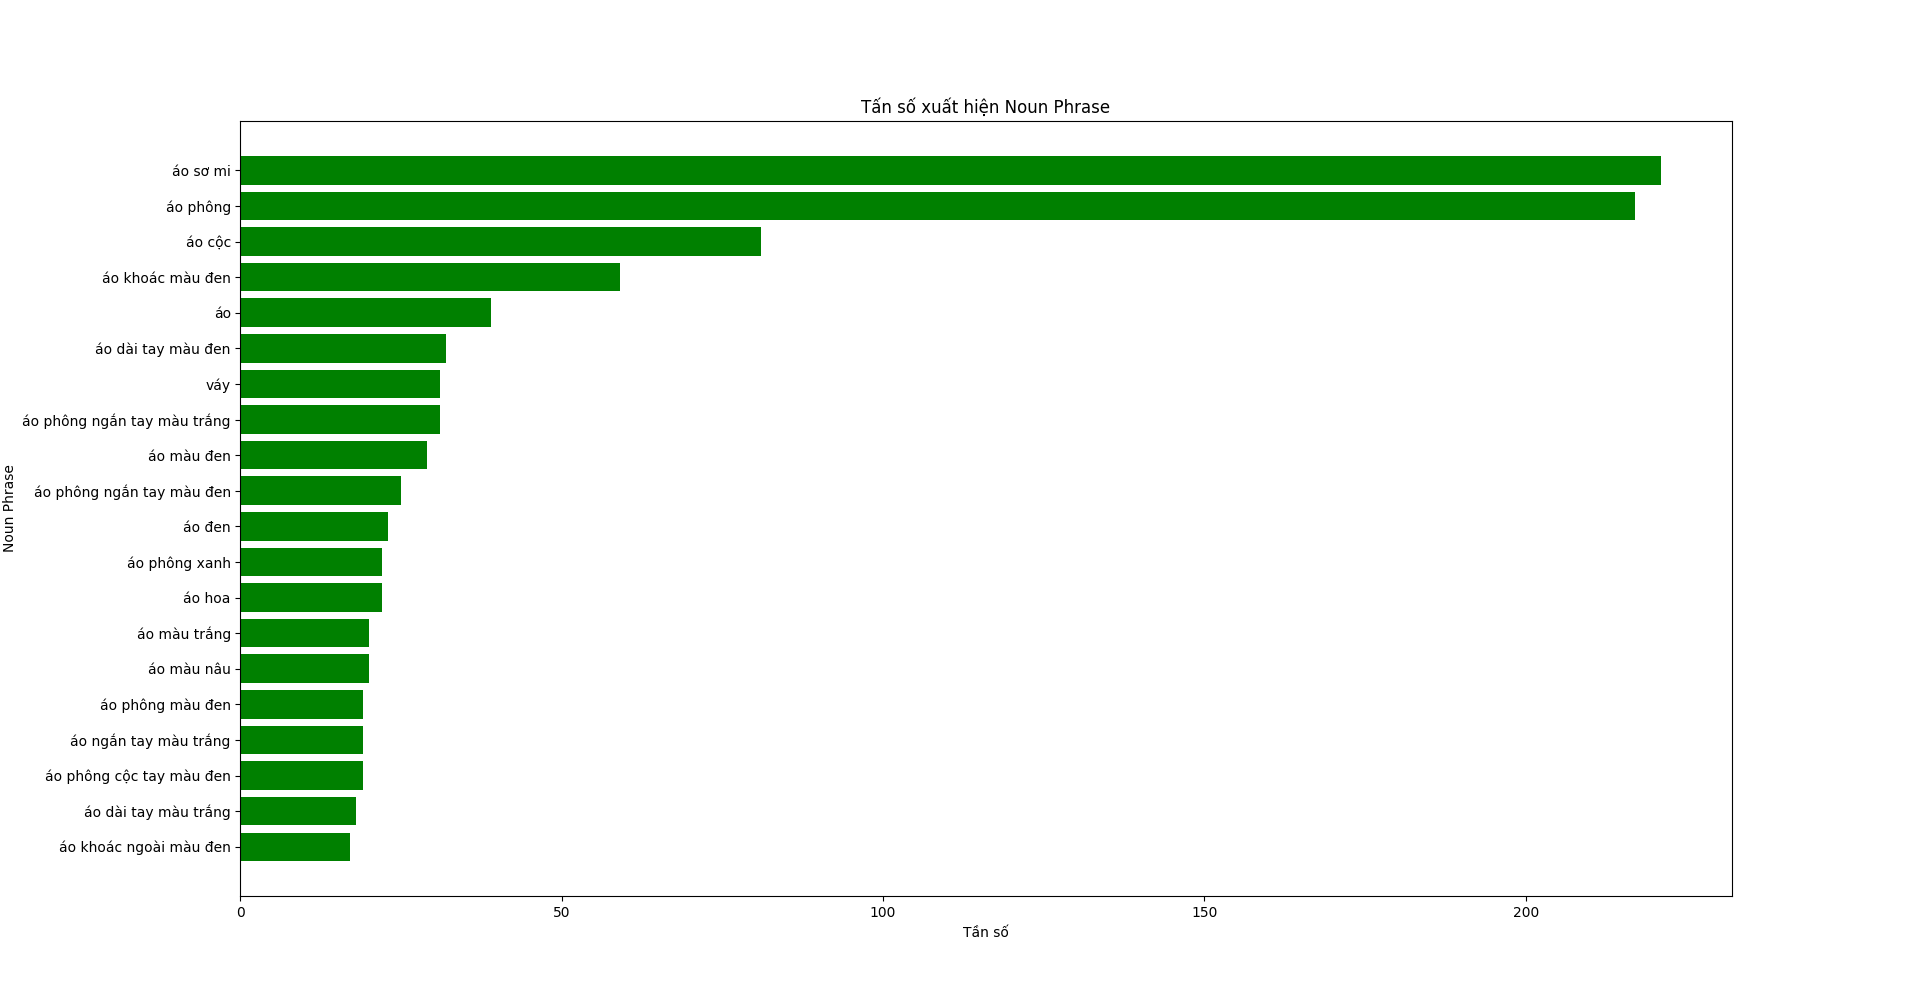 Tấn số xuất hiện Noun Phrase
áo sơ mi
áo phông
áo cộc
áo khoác màu đen
áo
áo dài tay màu đen
váy
áo phông ngắn tay màu trắng
áo màu đen
áo phông ngắn tay màu đen
áo đen
áo phông xanh
áo hoa
áo màu trắng
áo màu nâu
áo phông màu đen
áo ngắn tay màu trắng
áo phông cộc tay màu đen
áo dài tay màu trắng
áo khoác ngoài màu đen
Noun Phrase
0 50 100 150 200
Tần số